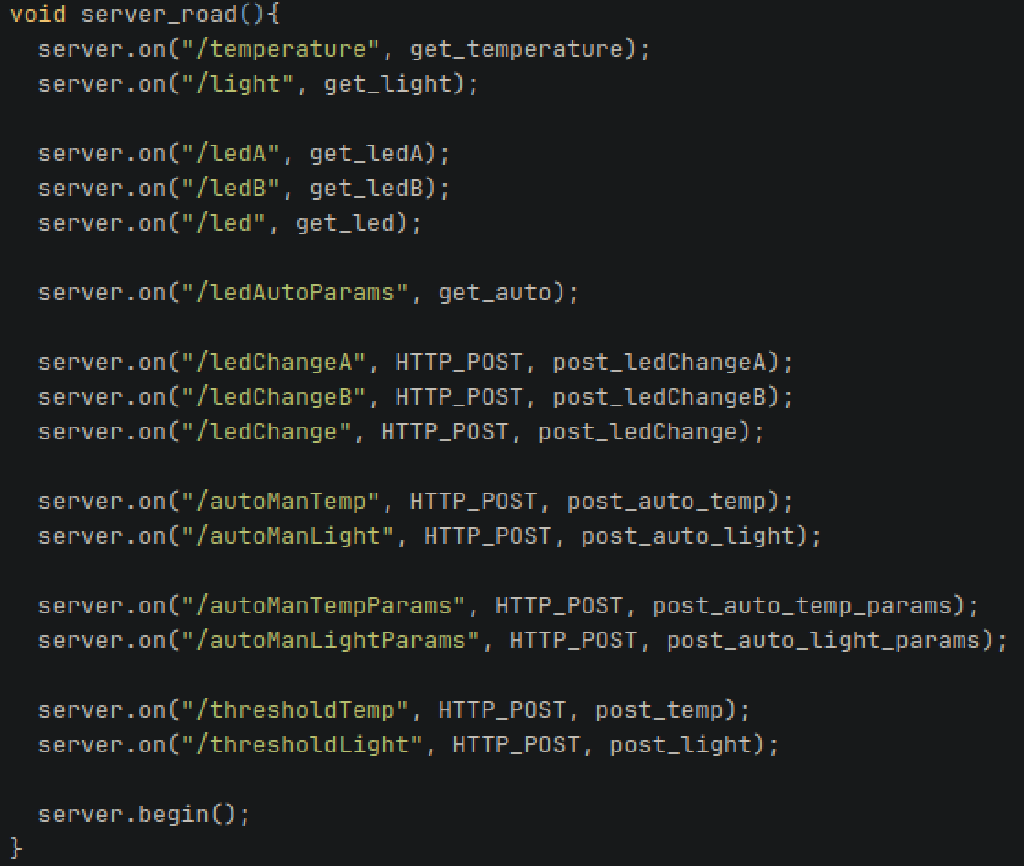 void server_road(){
server.on("/temperature", get_temperature);
server.on("/light", get_light);
server.on("/ledA", get_ledA);
server.on("/ledB", get_ledB);
server.on("/led", get_led);
server.on("/ledAutoParams", get_auto);
server.on("/ledChangeA", HTTP_POST, post_ledChangeA);
server.on("/ledChangeB", HTTP_POST, post_ledChangeB);
server.on("/ledChange", HTTP_POST, post_ledChange);
server.on("/autoManTemp", HTTP_POST, post_auto_temp);
server.on("/autoManLight", HTTP_POST, post_auto_light);
server.on("/autoManTempParams", HTTP_POST, post_auto_temp_params);
server.on("/autoManLightParams", HTTP_POST, post_auto_light_params);
server.on("/thresholdTemp", HTTP_POST, post_temp);
server.on("/thresholdLight", HTTP_POST, post_light);
server.begin();
}